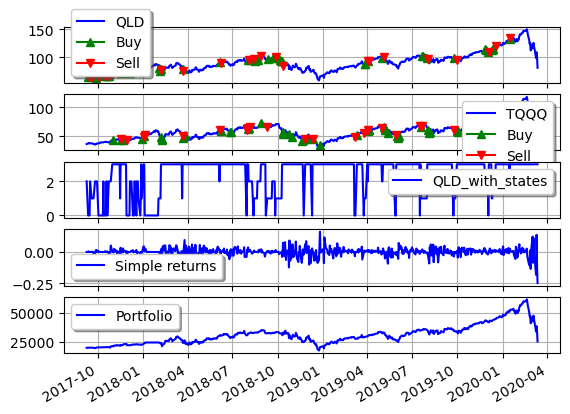 150
100
QLD
Buy
Sell
100
50
TQQQ
Buy
Sell
2
0
QLD_with_states
0.00
−0.25
Simple returns
50000
25000
Portfolio
2017-10
2018-01
2018-04
2018-07
2018-10
2019-01
2019-04
2019-07
2019-10
2020-01
2020-04